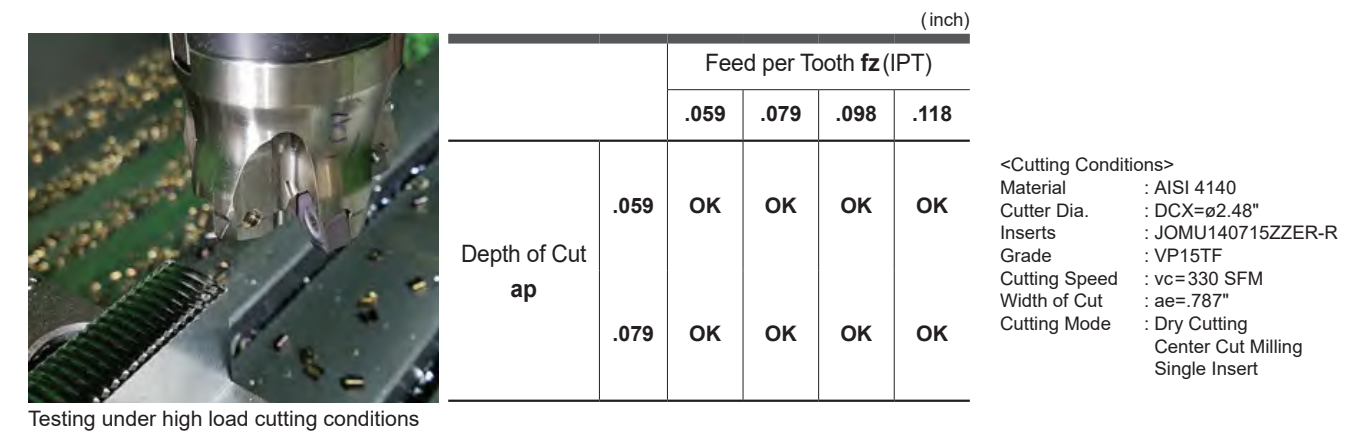 (inch)
Feed per Tooth fz (IPT)
.059 .079 .098 .118
Depth of Cut
ap
.059 OK OK OK OK
.079 OK OK OK OK
<Cutting Conditions>
Material : AISI 4140
Cutter Dia. : DCX=ø2.48"
Inserts : JOMU140715ZZER-R
Grade : VP15TF
Cutting Speed : vc=330 SFM
Width of Cut : ae=.787"
Cutting Mode : Dry Cutting
Center Cut Milling
Single Insert
Testing under high load cutting conditions